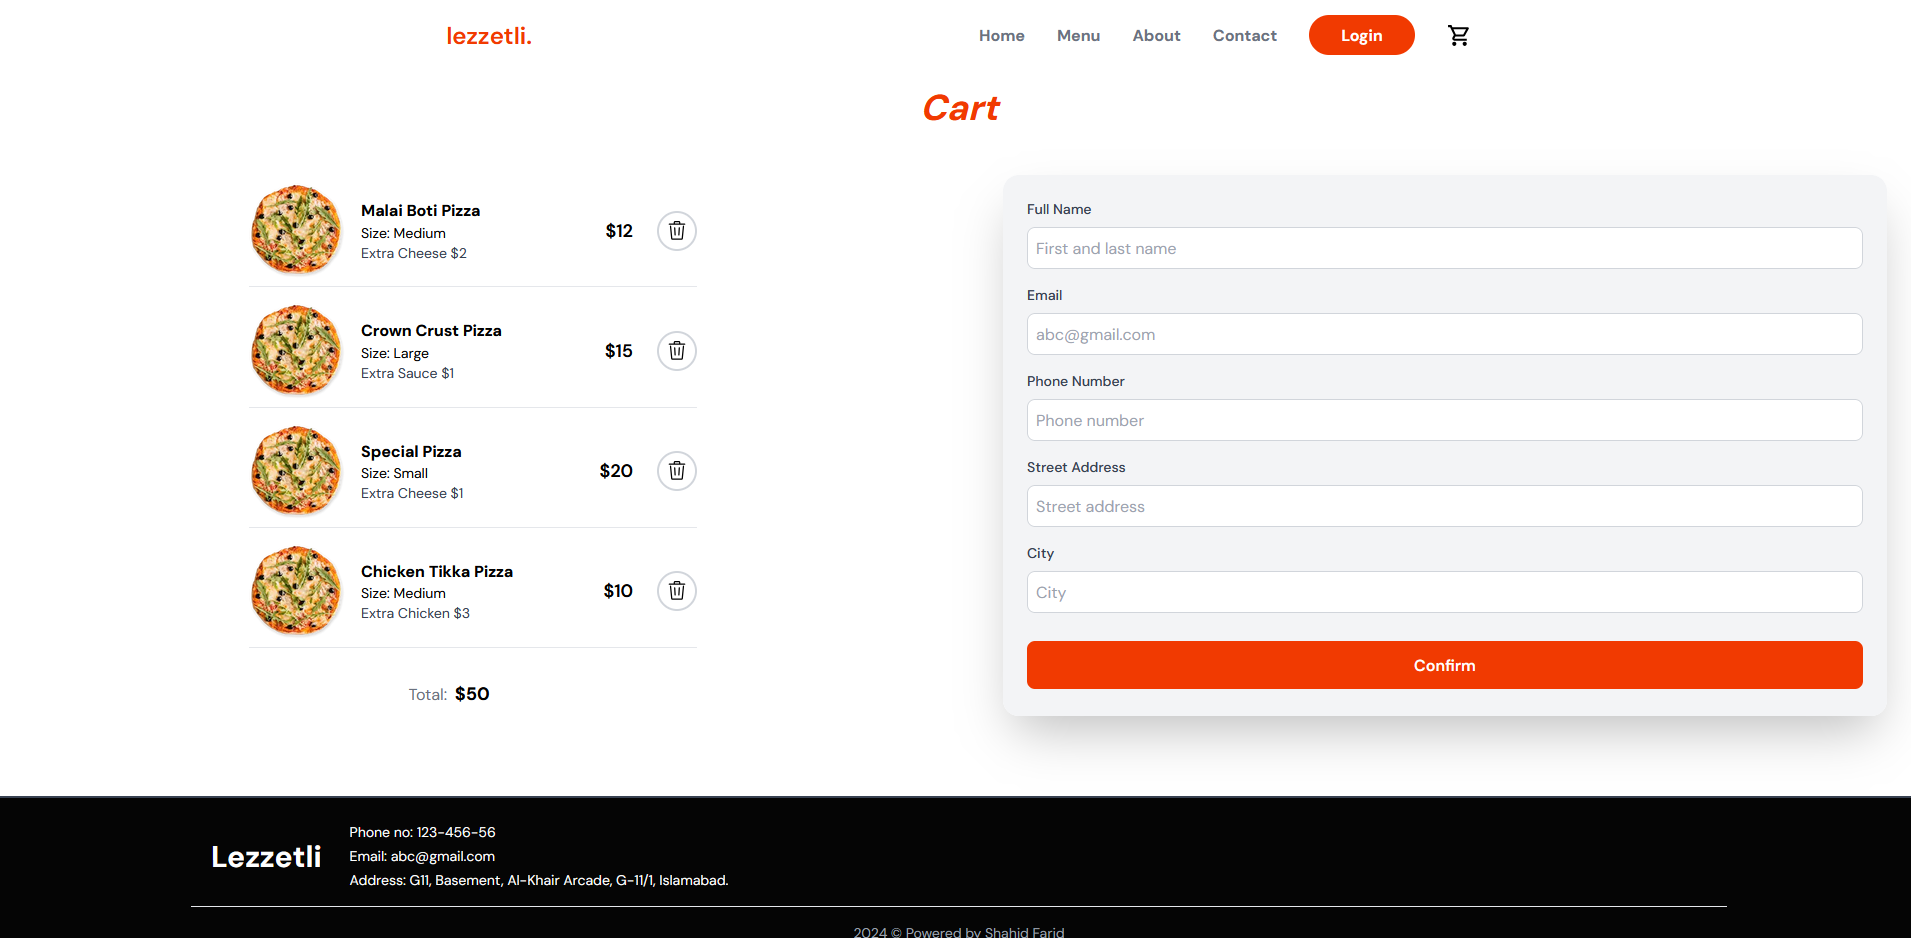 lezzetli.
Home
Menu
About
Contact
Login
Cart
Malai Boti Pizza
Size: Medium
Extra Cheese $2
$12
Crown Crust Pizza
Size: Large
Extra Sauce $1
$15
Special Pizza
Size: Small
Extra Cheese $1
$20
Chicken Tikka Pizza
Size: Medium
Extra Chicken $3
$10
Total: $50
Full Name
First and last name
Email
abc@gmail.com
Phone Number
Phone number
Street Address
Street address
City
City
Confirm
Lezzetli
Phone no: 123-456-56
Email: abc@gmail.com
Address: G11, Basement, Al-Khair Arcade, G-11/1, Islamabad.
2024 © Powered by Shahid Farid